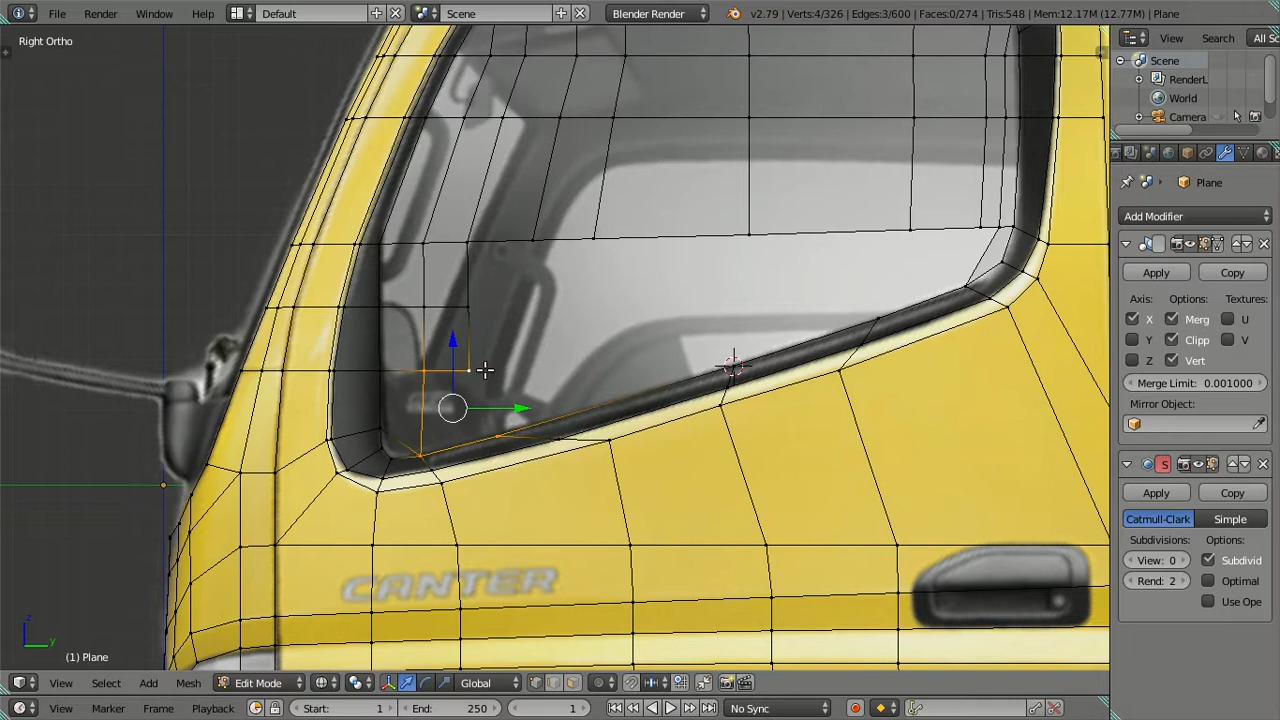 File Render Window Help Default Scene Blender Render v2.79 | Verts:4/326 | Edges:3/600 | Faces:0/274 | Tris:548 | Mem:12.17M (12.77M) | Plane
Right Ortho
View Search All Sc
Scene
RenderL
World
Camera
Plane
Add Modifier
Apply Copy
Axis: Options: Textures:
X Merg U
Y Clipp V
Z Vert
Merge Limit: 0.001000
Mirror Object:
S
Apply Copy
Catmull-Clark Simple
Subdivisions: Options:
View: 0 Subdivid
Rend: 2 Optimal
Use Ope
CANTER
z
y
(1) Plane
View Select Add Mesh Edit Mode Global
View Marker Frame Playback Start: 1 End: 250 1 No Sync